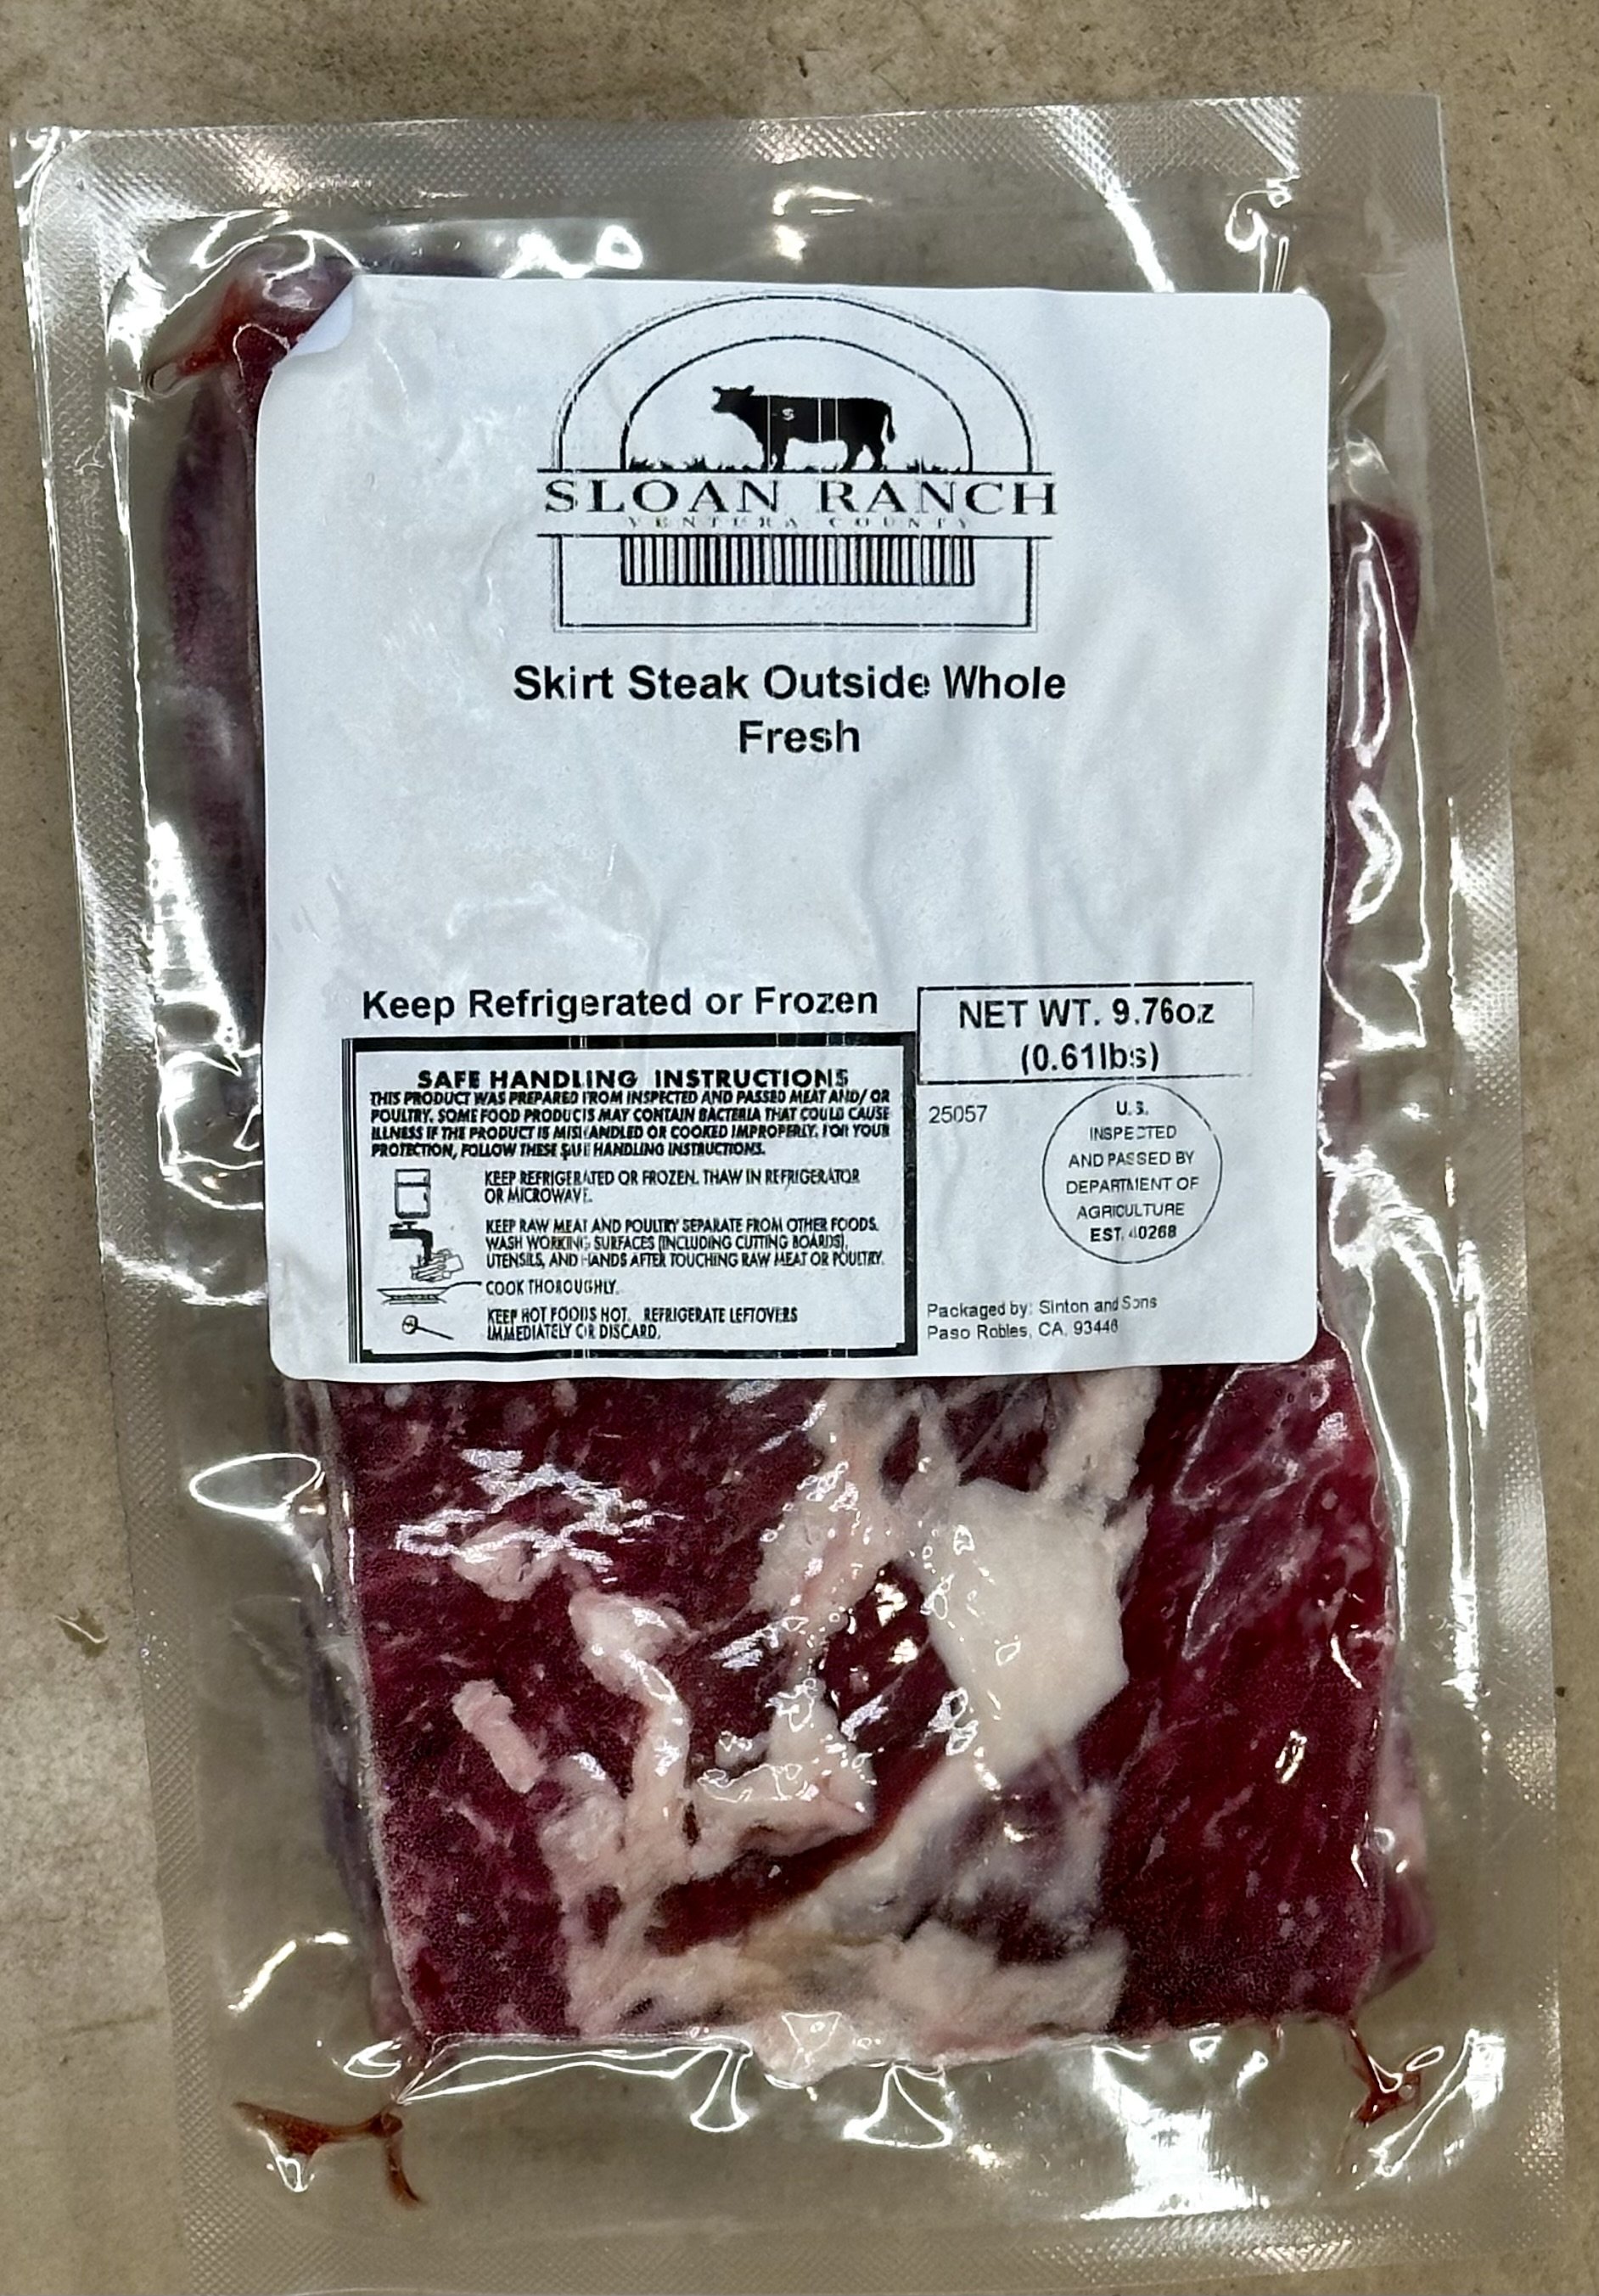 S
SLOAN RANCH
VENTURA COUNTY
Skirt Steak Outside Whole
Fresh
Keep Refrigerated or Frozen
NET WT. 9.76oz
(0.61lbs)
SAFE HANDLING INSTRUCTIONS
THIS PRODUCT WAS PREPARED FROM INSPECTED AND PASSED MEAT AND/OR
POULTRY. SOME FOOD PRODUCTS MAY CONTAIN BACTERIA THAT COULD CAUSE
ILLNESS IF THE PRODUCT IS MISHANDLED OR COOKED IMPROPERLY. FOR YOUR
PROTECTION, FOLLOW THESE SAFE HANDLING INSTRUCTIONS.
KEEP REFRIGERATED OR FROZEN. THAW IN REFRIGERATOR
OR MICROWAVE.
KEEP RAW MEAT AND POULTRY SEPARATE FROM OTHER FOODS.
WASH WORKING SURFACES (INCLUDING CUTTING BOARDS),
UTENSILS, AND HANDS AFTER TOUCHING RAW MEAT OR POULTRY.
COOK THOROUGHLY.
KEEP HOT FOODS HOT. REFRIGERATE LEFTOVERS
IMMEDIATELY OR DISCARD.
25057
U.S.
INSPECTED
AND PASSED BY
DEPARTMENT OF
AGRICULTURE
EST. 40268
Packaged by: Sinton and Sons
Paso Robles, CA, 93446